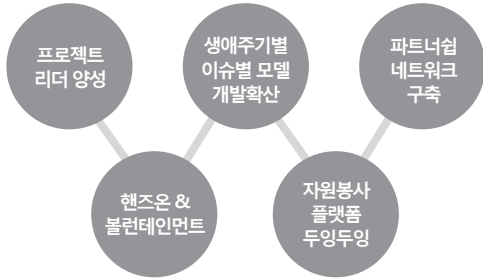 프로젝트
리더 양성
생애주기별
이슈별 모델
개발확산
파트너쉽
네트워크
구축
핸즈온 &
볼런테인먼트
자원봉사
플랫폼
두잉두잉